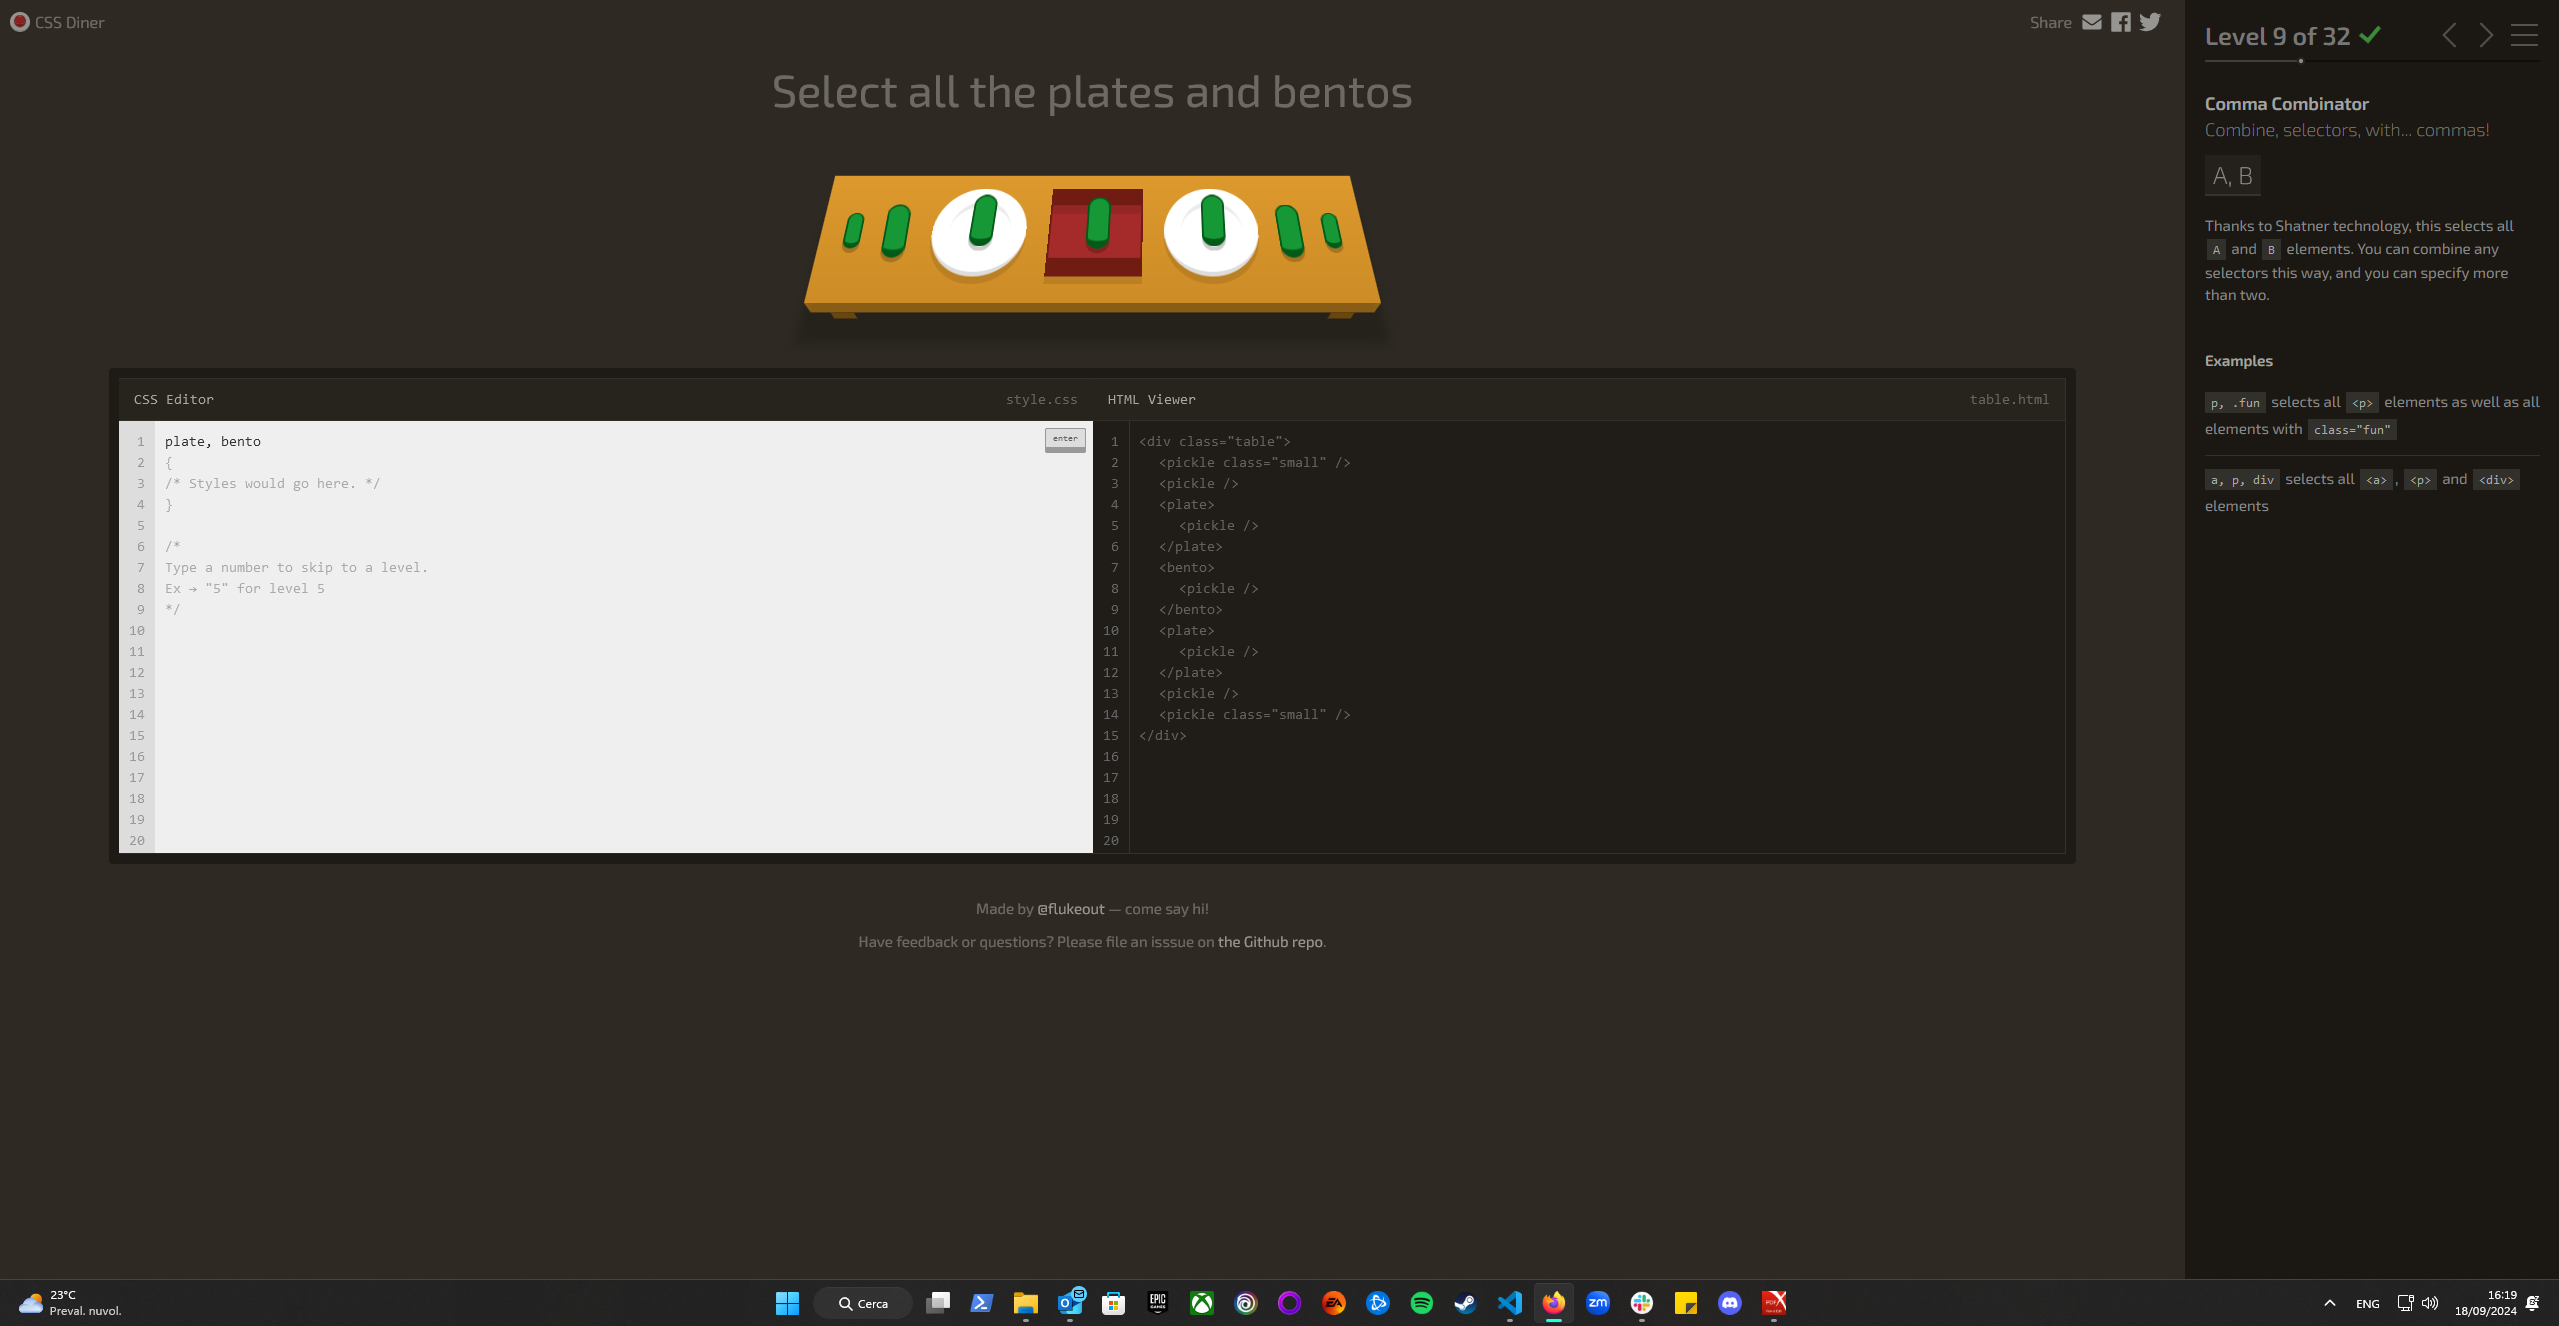 CSS Diner
Share
Select all the plates and bentos
Level 9 of 32
Comma Combinator
Combine, selectors, with... commas!
A, B
Thanks to Shatner technology, this selects all
A and B elements. You can combine any
selectors this way, and you can specify more
than two.
Examples
p, .fun selects all <p> elements as well as all
elements with class="fun"
a, p, div selects all <a>, <p> and <div>
elements
CSS Editor style.css
1 plate, bento
enter
2 {
3 /* Styles would go here. */
4 }
5
6 /*
7 Type a number to skip to a level.
8 Ex → "5" for level 5
9 */
10
11
12
13
14
15
16
17
18
19
20
HTML Viewer table.html
1 <div class="table">
2 <pickle class="small" />
3 <pickle />
4 <plate>
5 <pickle />
6 </plate>
7 <bento>
8 <pickle />
9 </bento>
10 <plate>
11 <pickle />
12 </plate>
13 <pickle />
14 <pickle class="small" />
15 </div>
16
17
18
19
20
Made by @flukeout — come say hi!
Have feedback or questions? Please file an isssue on the Github repo.
23°C
Preval. nuvol.
Cerca
EPIC
GAMES
EA
zm
ENG
16:19
18/09/2024